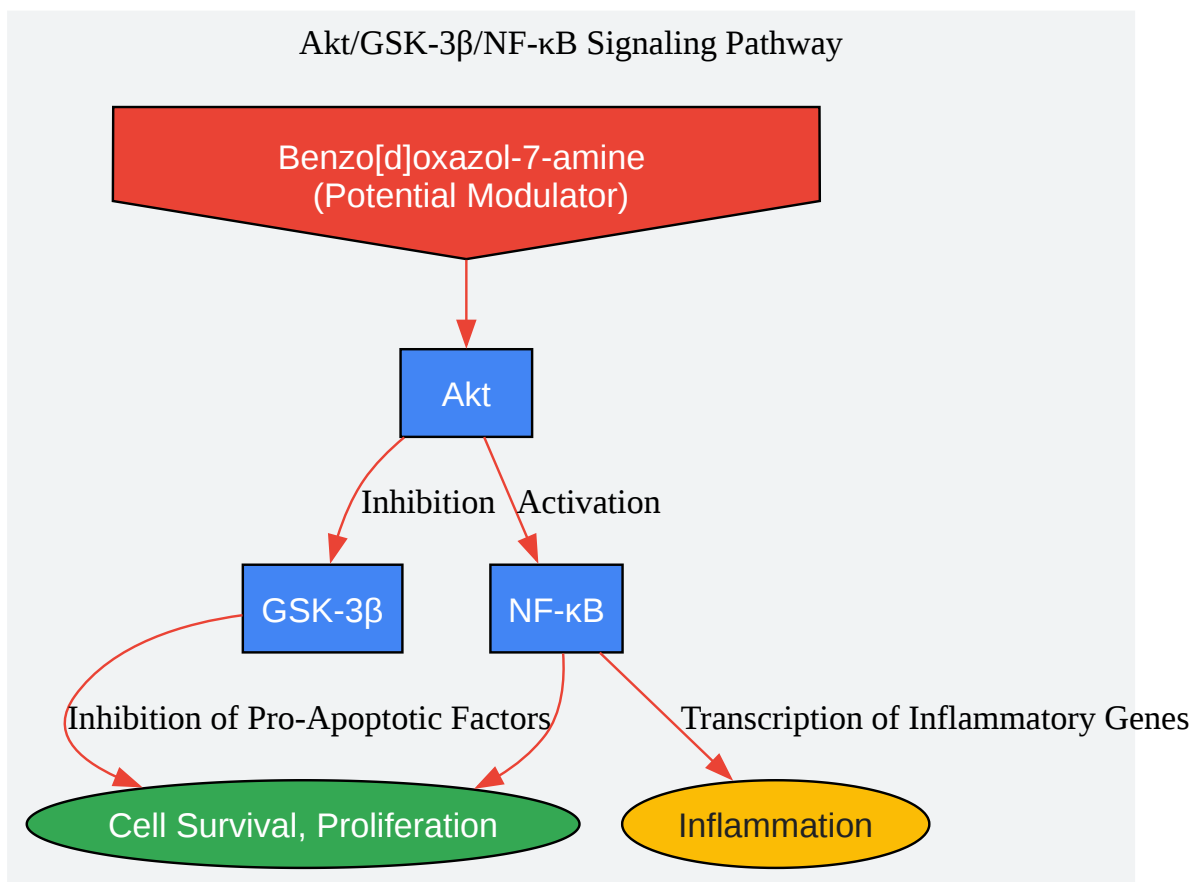 Akt/GSK-3β/NF-κB Signaling Pathway
Benzo[d]oxazol-7-amine
(Potential Modulator)
Akt
Inhibition
Activation
GSK-3β
NF-κB
Inhibition of Pro-Apoptotic Factors
Transcription of Inflammatory Genes
Cell Survival, Proliferation
Inflammation